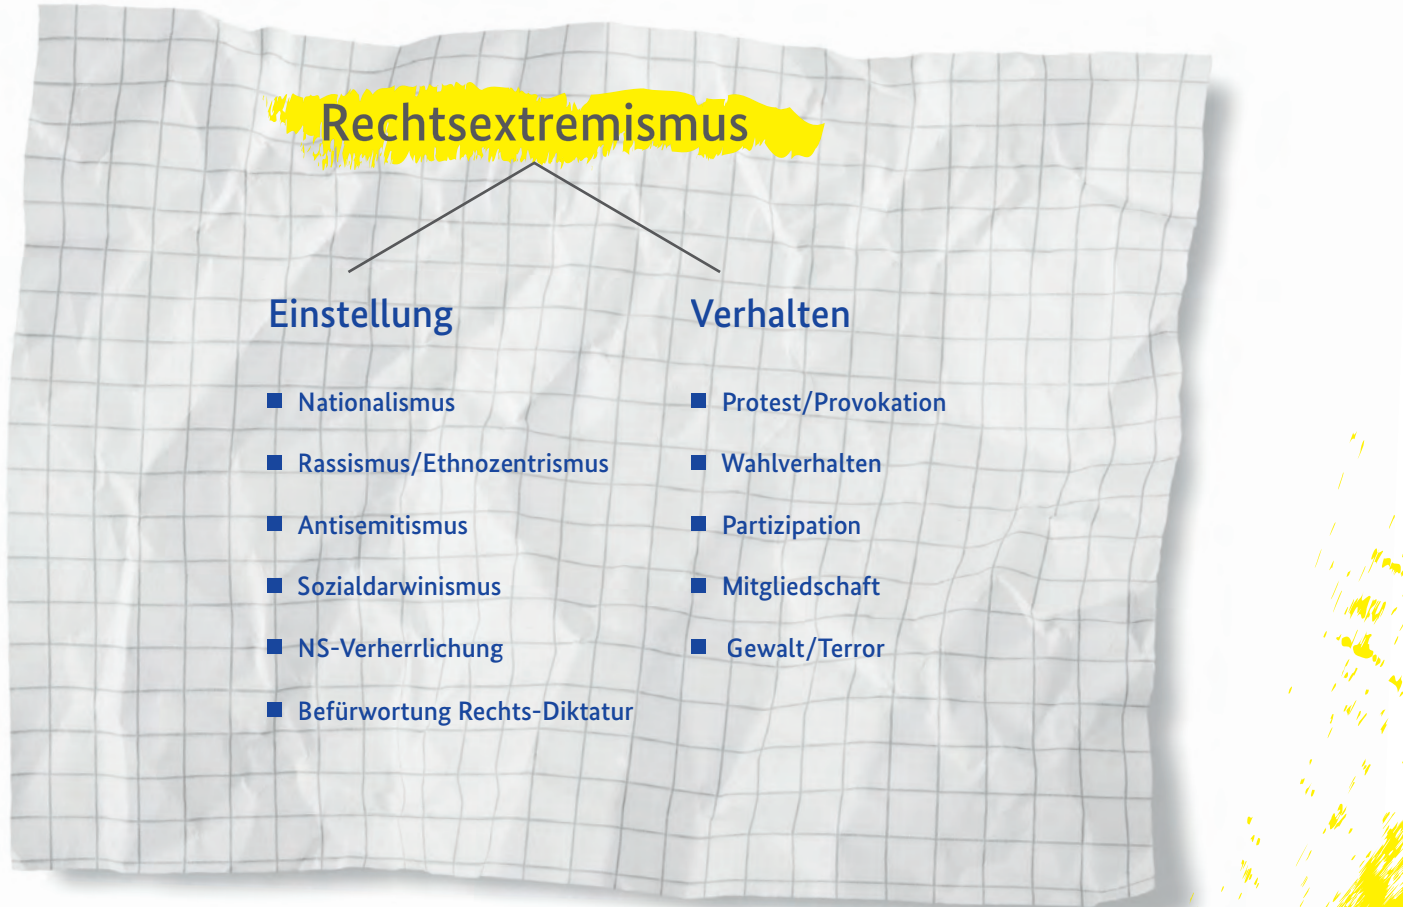 Rechtsextremismus
Einstellung
Nationalismus
Rassismus/Ethnozentrismus
Antisemitismus
Sozialdarwinismus
NS-Verherrlichung
Befürwortung Rechts-Diktatur
Verhalten
Protest/Provokation
Wahlverhalten
Partizipation
Mitgliedschaft
Gewalt/Terror